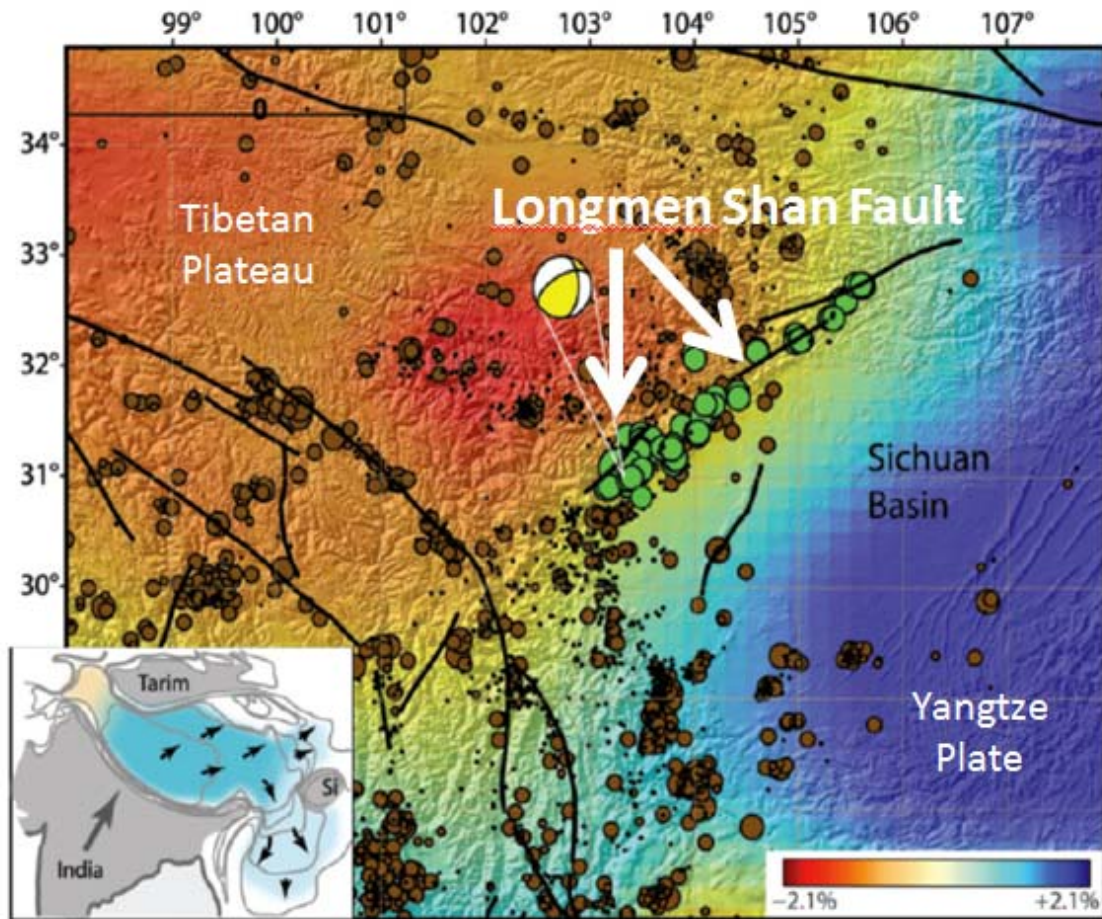 99° 100° 101° 102° 103° 104° 105° 106° 107°
0
34°
Longmen Shan Fault
Tibetan
Plateau
33°
32°
31°
Sichuan
Basin
30°
Tarim
Si
India
Yangtze
Plate
−2.1% +2.1%